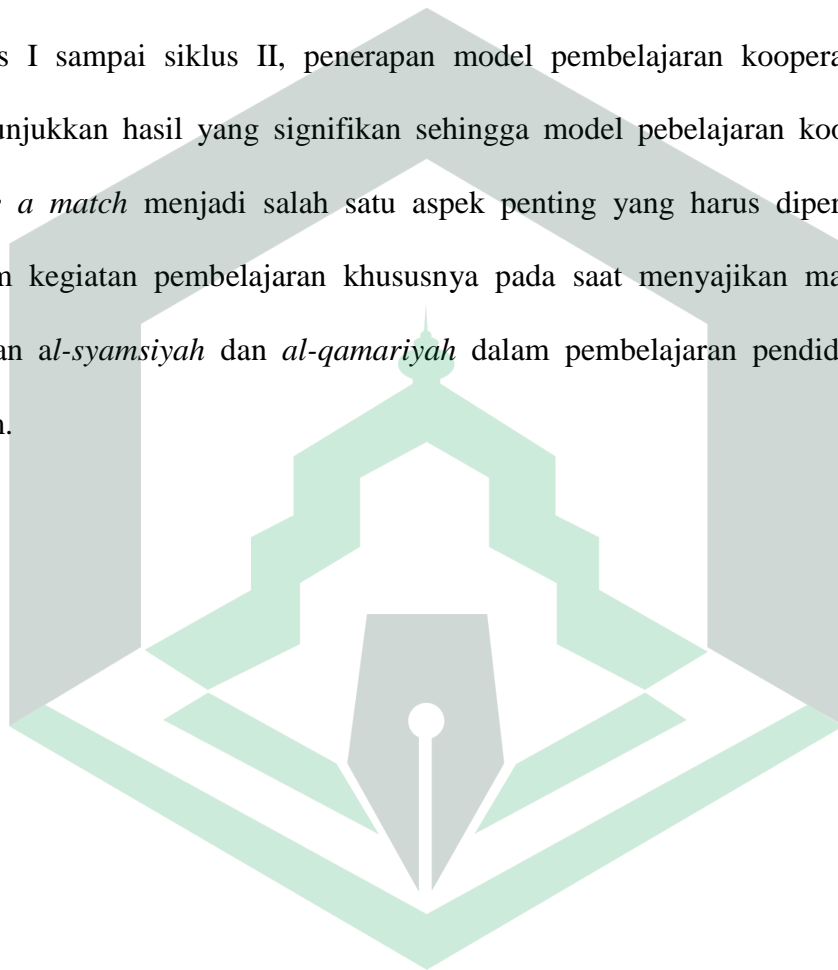 s I sampai siklus II, penerapan model pembelajaran koopera
unjukkan hasil yang signifikan sehingga model pebelajaran koo
a match menjadi salah satu aspek penting yang harus diper
n kegiatan pembelajaran khususnya pada saat menyajikan ma
an al-syamsiyah dan al-qamariyah dalam pembelajaran pendid